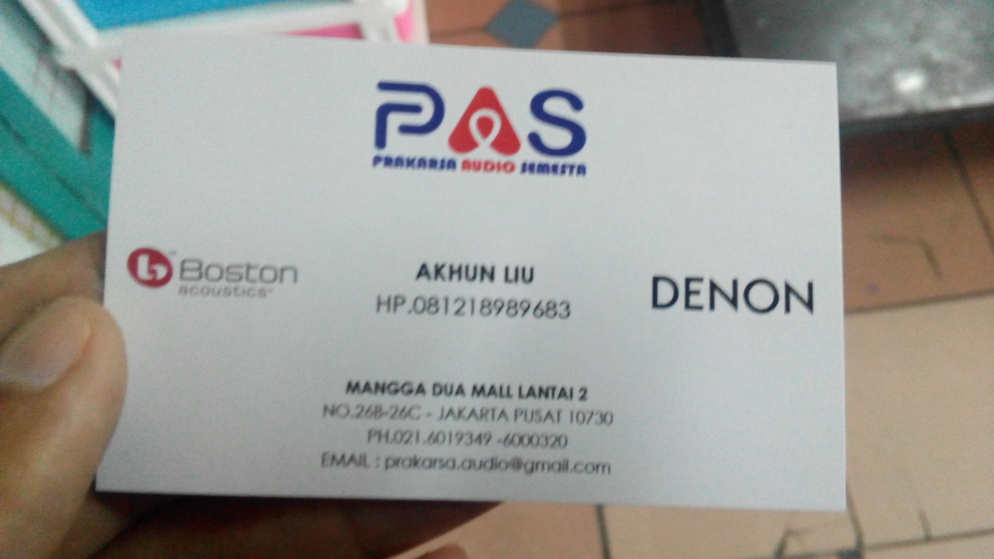 PAS
PRAKARSA AUDIO SEMESTA
Boston
acoustics
AKHUN LIU
HP.081218989683
DENON
MANGGA DUA MALL LANTAI 2
NO.26B-26C - JAKARTA PUSAT 10730
PH.021.6019349 -6000320
EMAIL : prakarsa.audio@gmail.com